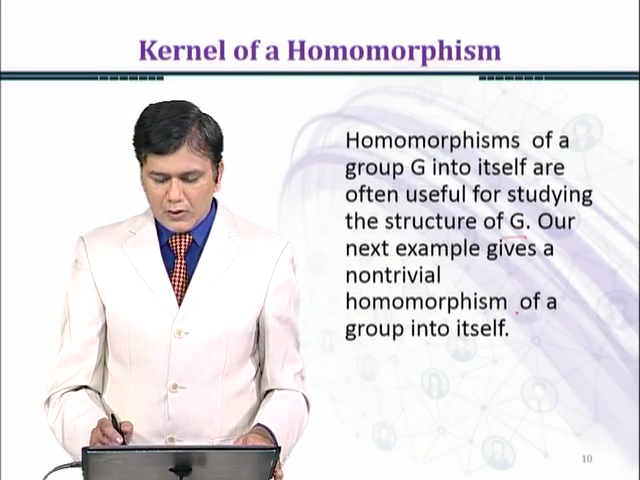 Kernel of a Homomorphism
Homomorphisms of a
group G into itself are
often useful for studying
the structure of G. Our
next example gives a
nontrivial
homomorphism of a
group into itself.
10